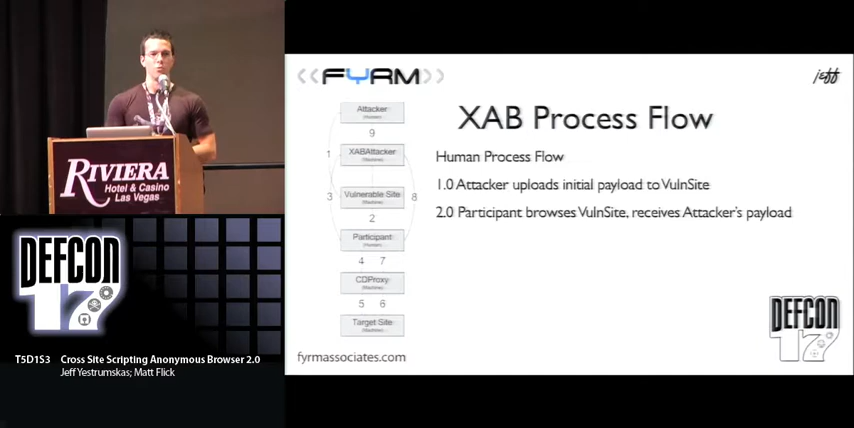 ((FYRM))
jeff
XAB Process Flow
Attacker
9
1
XABAttacker
Human Process Flow
1.0 Attacker uploads initial payload to VulnSite
3
Vulnerable Site
8
2
2.0 Participant browses VulnSite, receives Attacker's payload
Participant
4 7
CDProxy
5 6
Target Site
fyrmassociates.com
DEFCON
17
RIVIERA
Hotel & Casino
Las Vegas
DEFCON
17
T5D1S3 Cross Site Scripting Anonymous Browser 2.0
Jeff Yestrumskas; Matt Flick